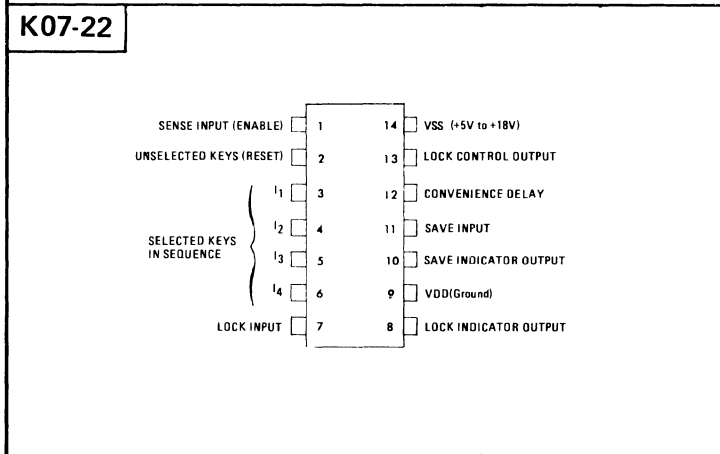 K07-22
SENSE INPUT (ENABLE) 1 14 VSS (+5V to +18V)
UNSELECTED KEYS (RESET) 2 13 LOCK CONTROL OUTPUT
I1 3 12 CONVENIENCE DELAY
I2 4 11 SAVE INPUT
SELECTED KEYS
IN SEQUENCE
I3 5 10 SAVE INDICATOR OUTPUT
I4 6 9 VDD(Ground)
LOCK INPUT 7 8 LOCK INDICATOR OUTPUT